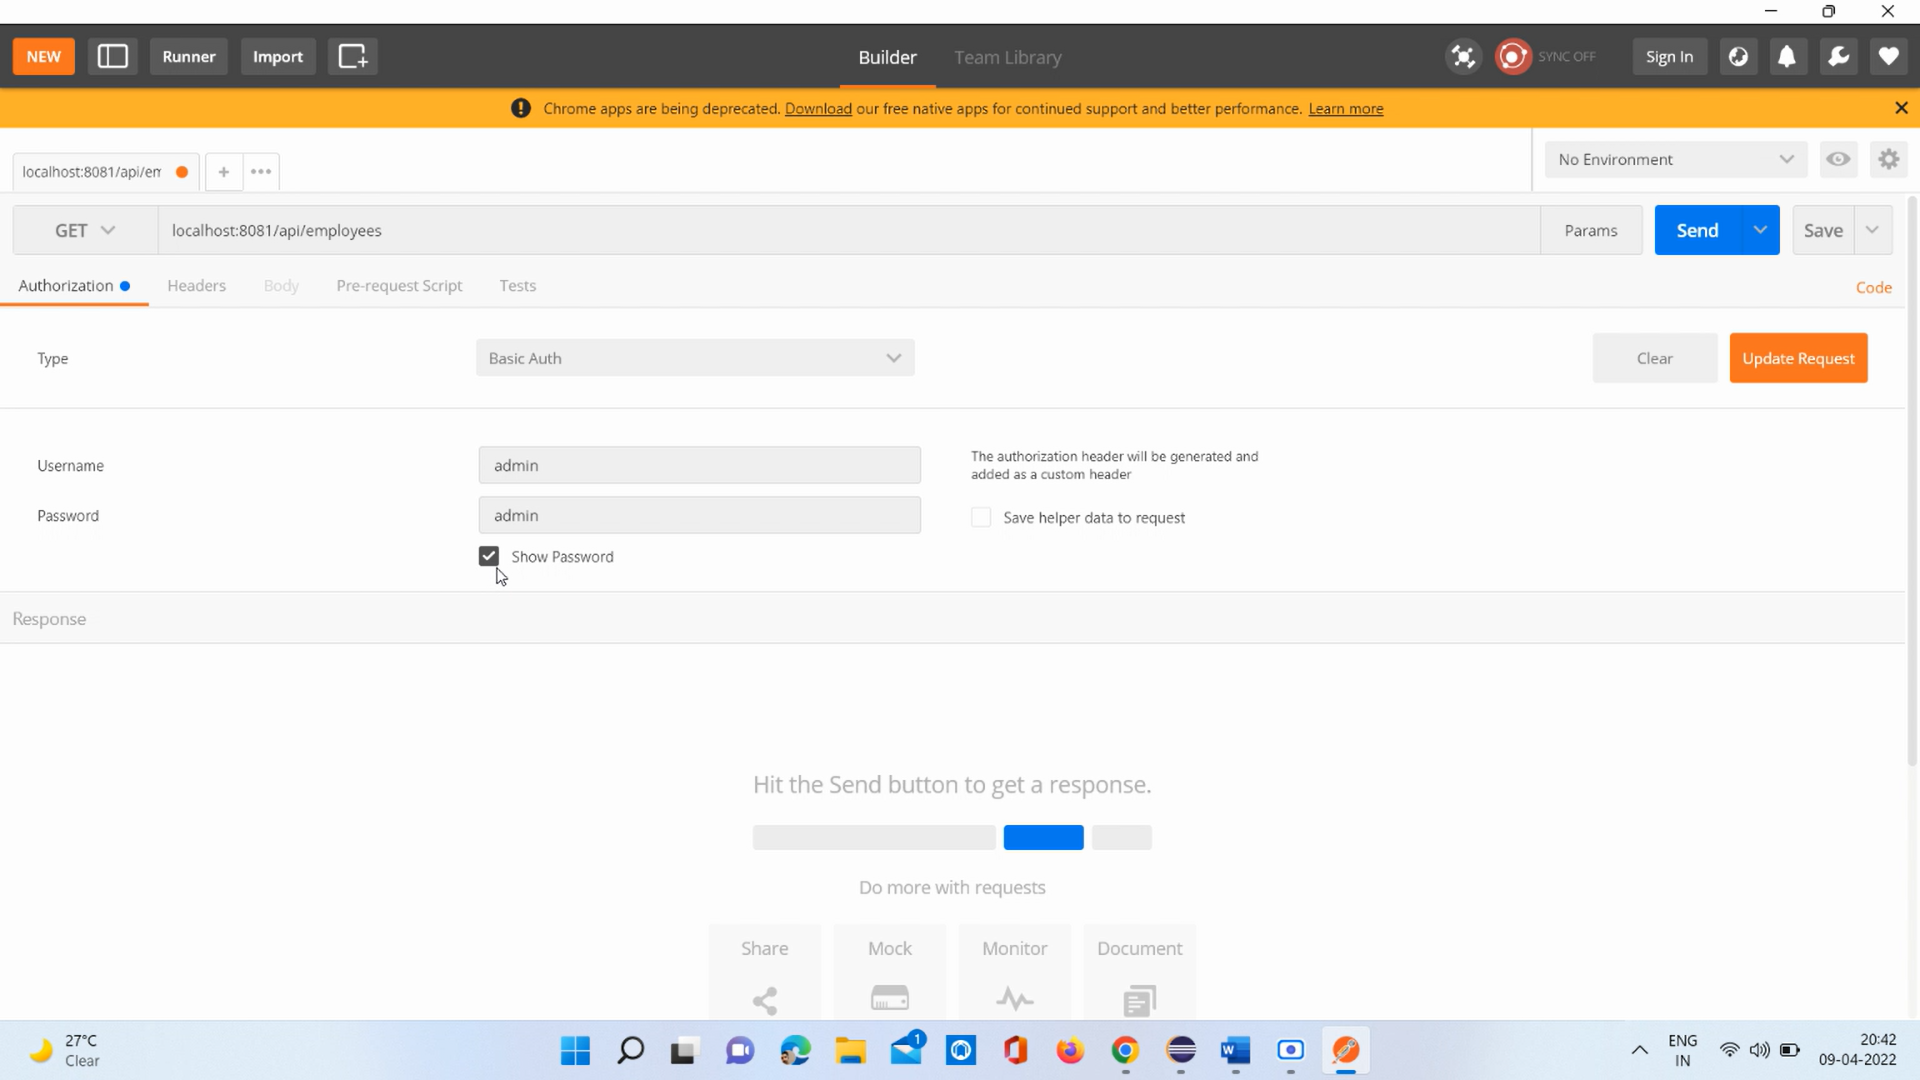 NEW
Runner
Import
Builder
Team Library
SYNC OFF
Sign In
Chrome apps are being deprecated. Download our free native apps for continued support and better performance. Learn more
localhost:8081/api/em
No Environment
GET
localhost:8081/api/employees
Params
Send
Save
Authorization
Headers
Body
Pre-request Script
Tests
Code
Type
Basic Auth
Clear
Update Request
Username
admin
The authorization header will be generated and
added as a custom header
Password
admin
Save helper data to request
Show Password
Response
Hit the Send button to get a response.
Do more with requests
Share
Mock
Monitor
Document
27°C
Clear
1
ENG
IN
20:42
09-04-2022